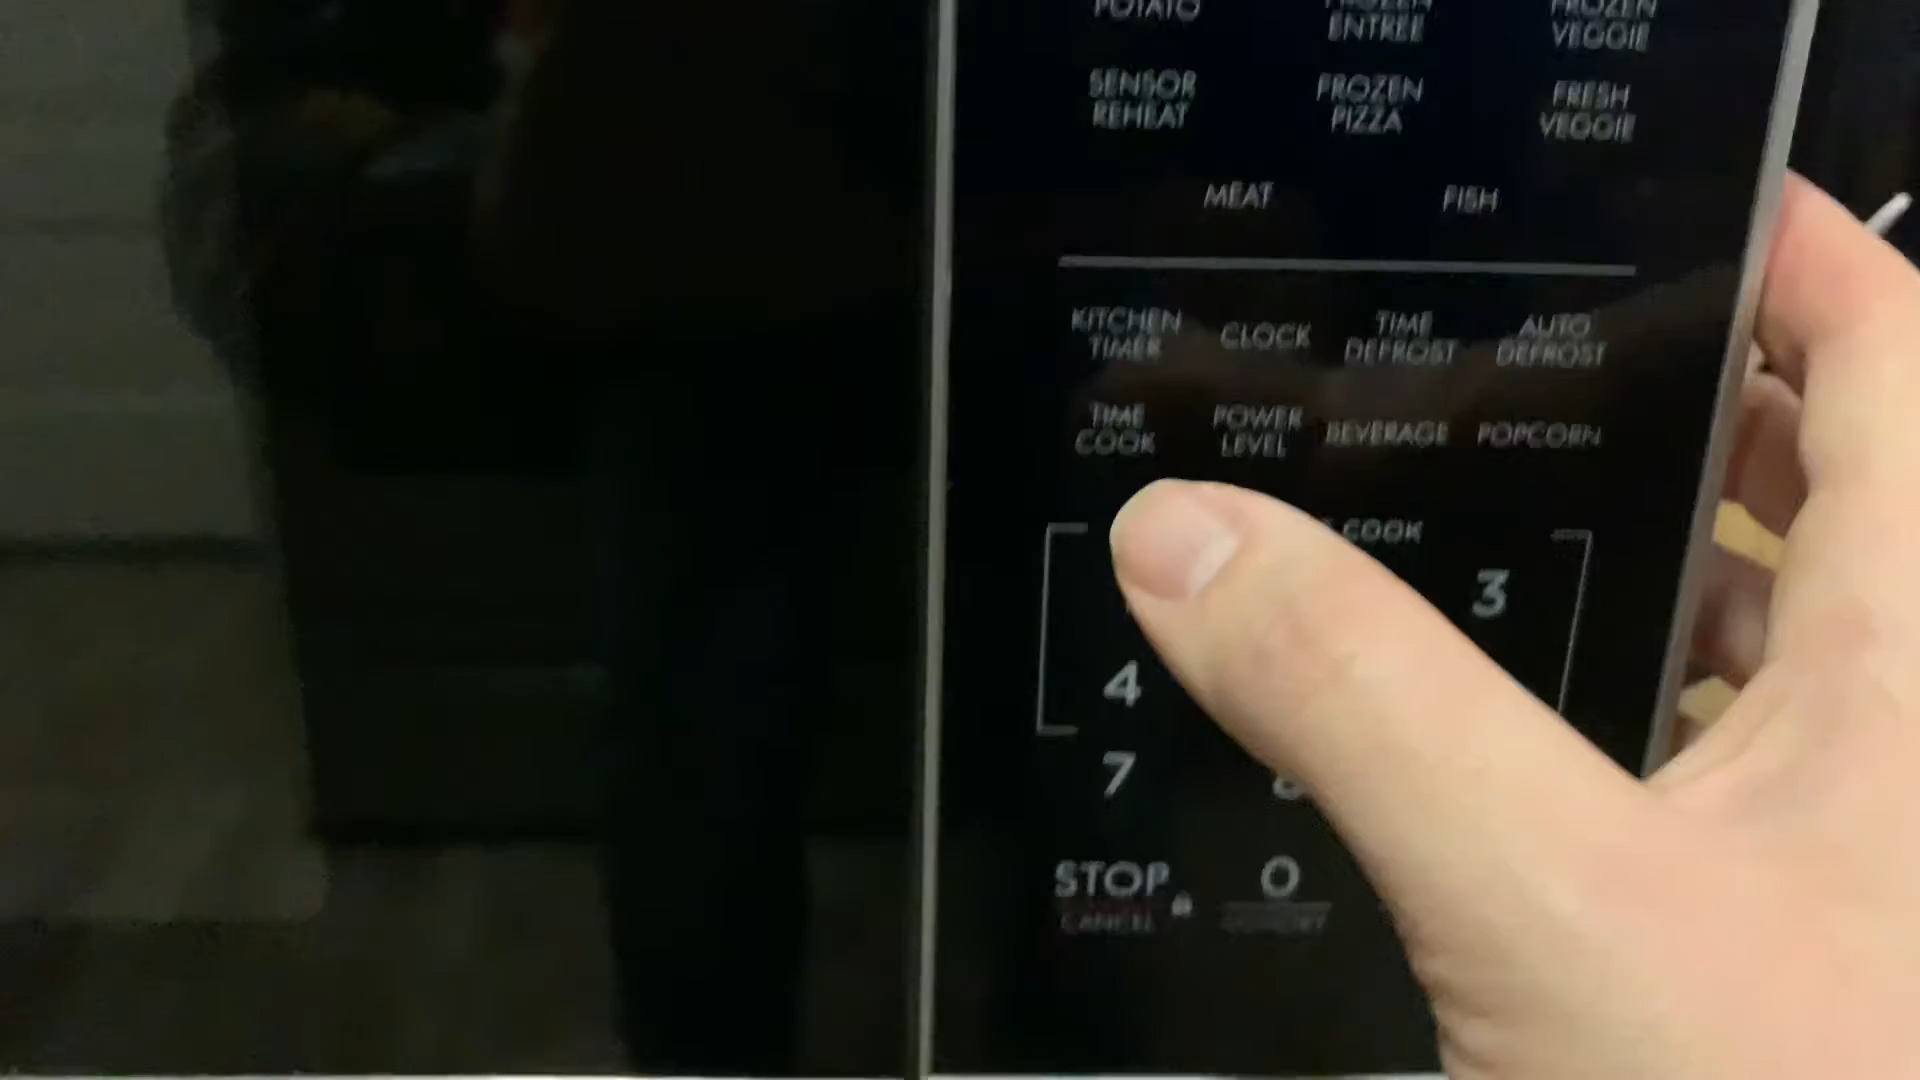 POTATO
FROZEN
ENTREE
FROZEN
VEGGIE
SENSOR
REHEAT
FROZEN
PIZZA
FRESH
VEGGIE
MEAT
FISH
KITCHEN
TIMER
CLOCK
TIME
DEFROST
AUTO
DEFROST
TIME
COOK
POWER
LEVEL
BEVERAGE
POPCORN
COOK
3
4
7
STOP
CANCEL
0